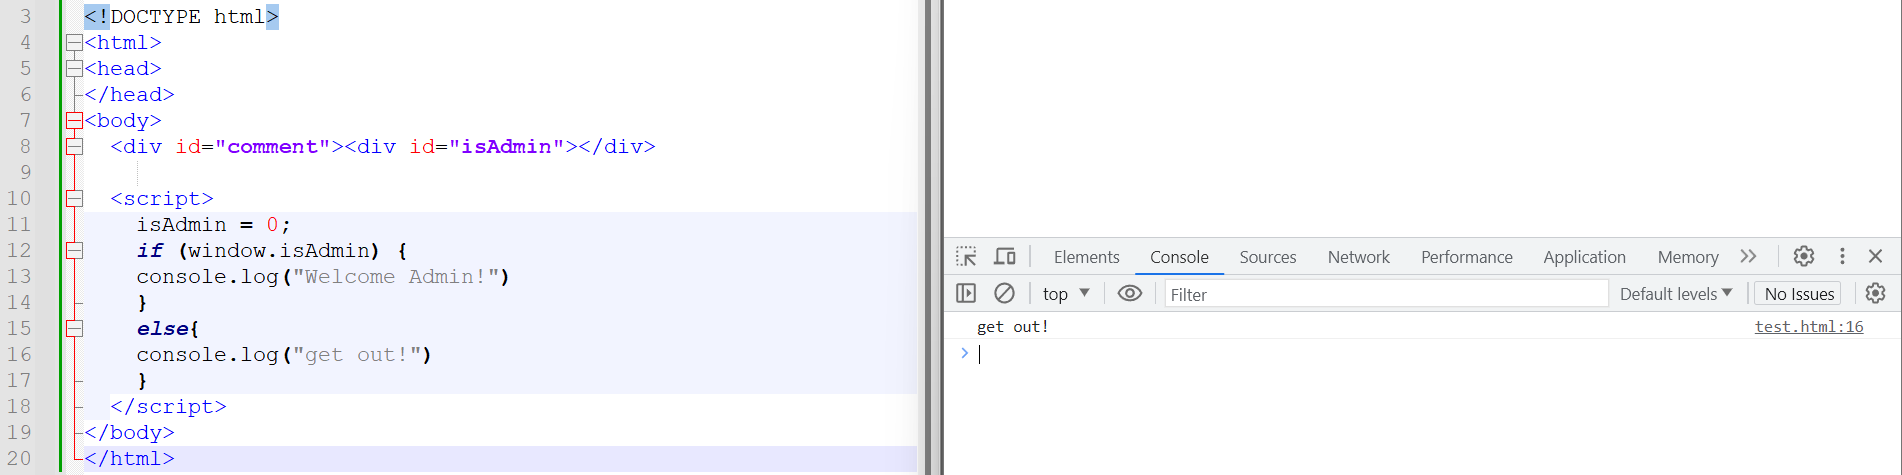 3 <!DOCTYPE html>
4 <html>
5 <head>
6 </head>
7 <body>
8 <div id="comment"><div id="isAdmin"></div>
9
10 <script>
11 isAdmin = 0;
12 if (window.isAdmin) {
13 console.log("Welcome Admin!")
14 }
15 else{
16 console.log("get out!")
17 }
18 </script>
19 </body>
20 </html>
Elements Console Sources Network Performance Application Memory
top Filter Default levels No Issues
get out! test.html:16